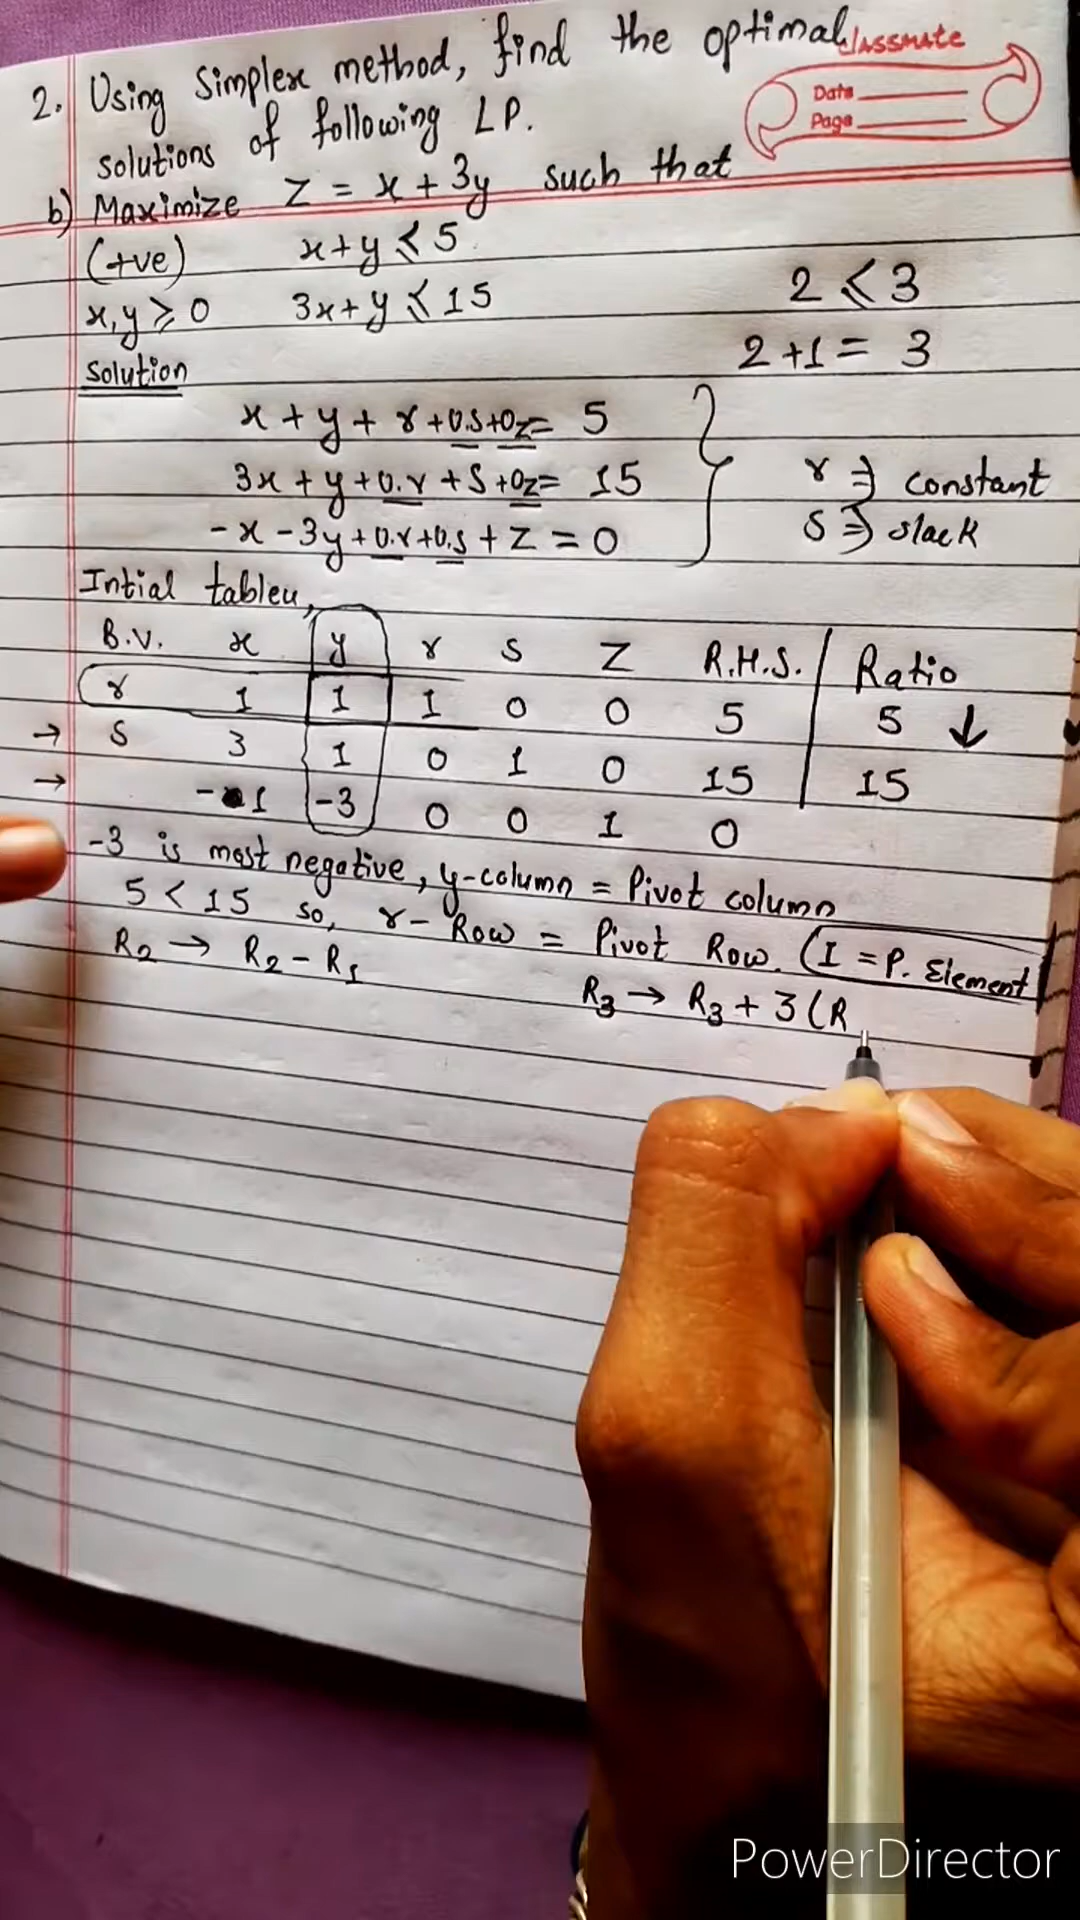 2. Using Simplex method, find the optimal
classmate
Date
Page
solutions of following LP.
b) Maximize Z = x + 3y such that
(+ve) x+y ≤ 5
x,y ≥ 0 3x+y ≤ 15 2 ≤ 3
2 +1 = 3
Solution
x + y + r + 0.s + 0z = 5
3x + y + 0.r + s + 0z = 15 r ⇒ constant
-x - 3y + 0.r + 0.s + z = 0 s ⇒ slack
Intial tableu,
B.V. x y r s z R.H.S. Ratio
r 1 1 1 0 0 5 5 ↓
→ s 3 1 0 1 0 15 15
→ -1 -3 0 0 1 0
-3 is most negative, y-column = Pivot column
5 < 15 so, r-Row = Pivot Row. (1 = P. Element
R2 → R2 - R1
R3 → R3 + 3(R
PowerDirector